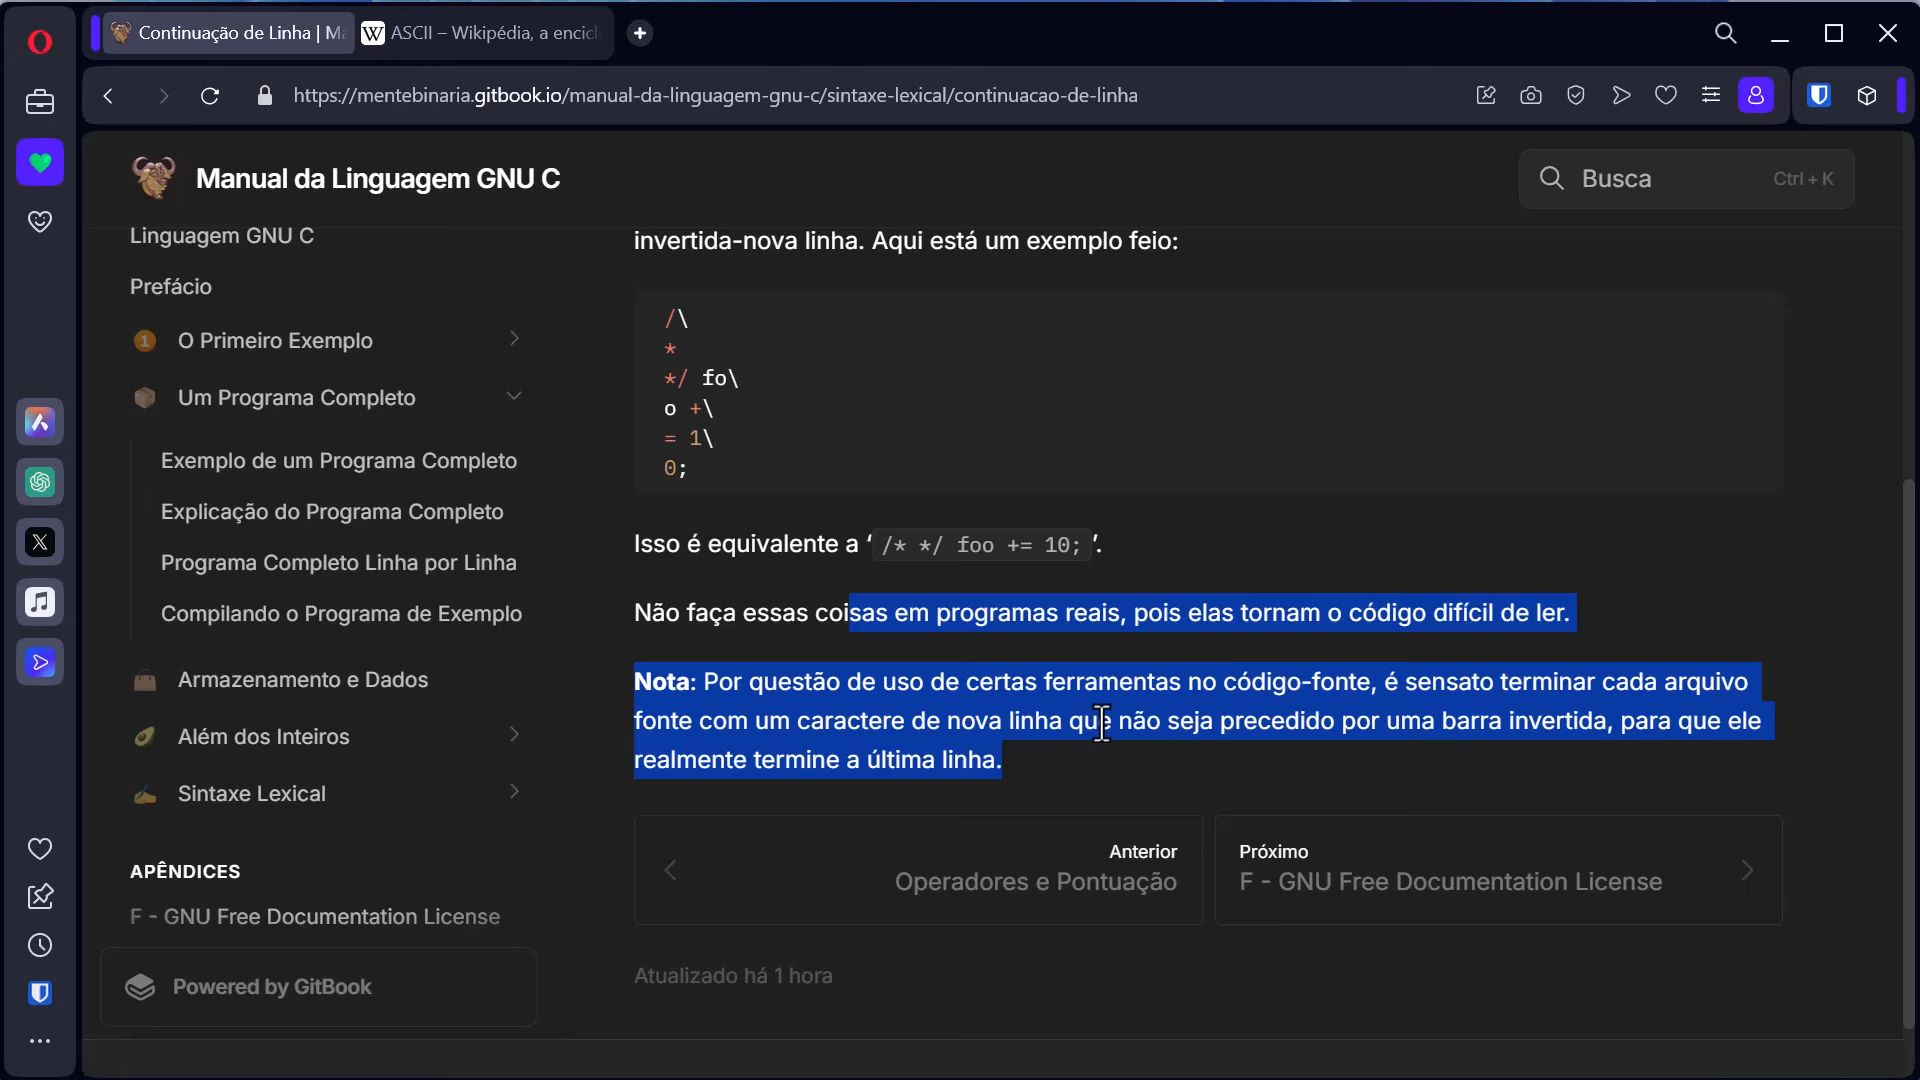 Continuação de Linha | Ma
ASCII – Wikipédia, a encicl
https://mentebinaria.gitbook.io/manual-da-linguagem-gnu-c/sintaxe-lexical/continuacao-de-linha
Manual da Linguagem GNU C
Busca
Ctrl + K
Linguagem GNU C
Prefácio
1
O Primeiro Exemplo
Um Programa Completo
Exemplo de um Programa Completo
Explicação do Programa Completo
Programa Completo Linha por Linha
Compilando o Programa de Exemplo
Armazenamento e Dados
Além dos Inteiros
Sintaxe Lexical
APÊNDICES
F - GNU Free Documentation License
Powered by GitBook
invertida-nova linha. Aqui está um exemplo feio:
/\
*
*/ fo\
o +\
= 1\
0;
Isso é equivalente a ‘/* */ foo += 10;’.
Não faça essas coisas em programas reais, pois elas tornam o código difícil de ler.
Nota: Por questão de uso de certas ferramentas no código-fonte, é sensato terminar cada arquivo
fonte com um caractere de nova linha que não seja precedido por uma barra invertida, para que ele
realmente termine a última linha.
Anterior
Operadores e Pontuação
Próximo
F - GNU Free Documentation License
Atualizado há 1 hora